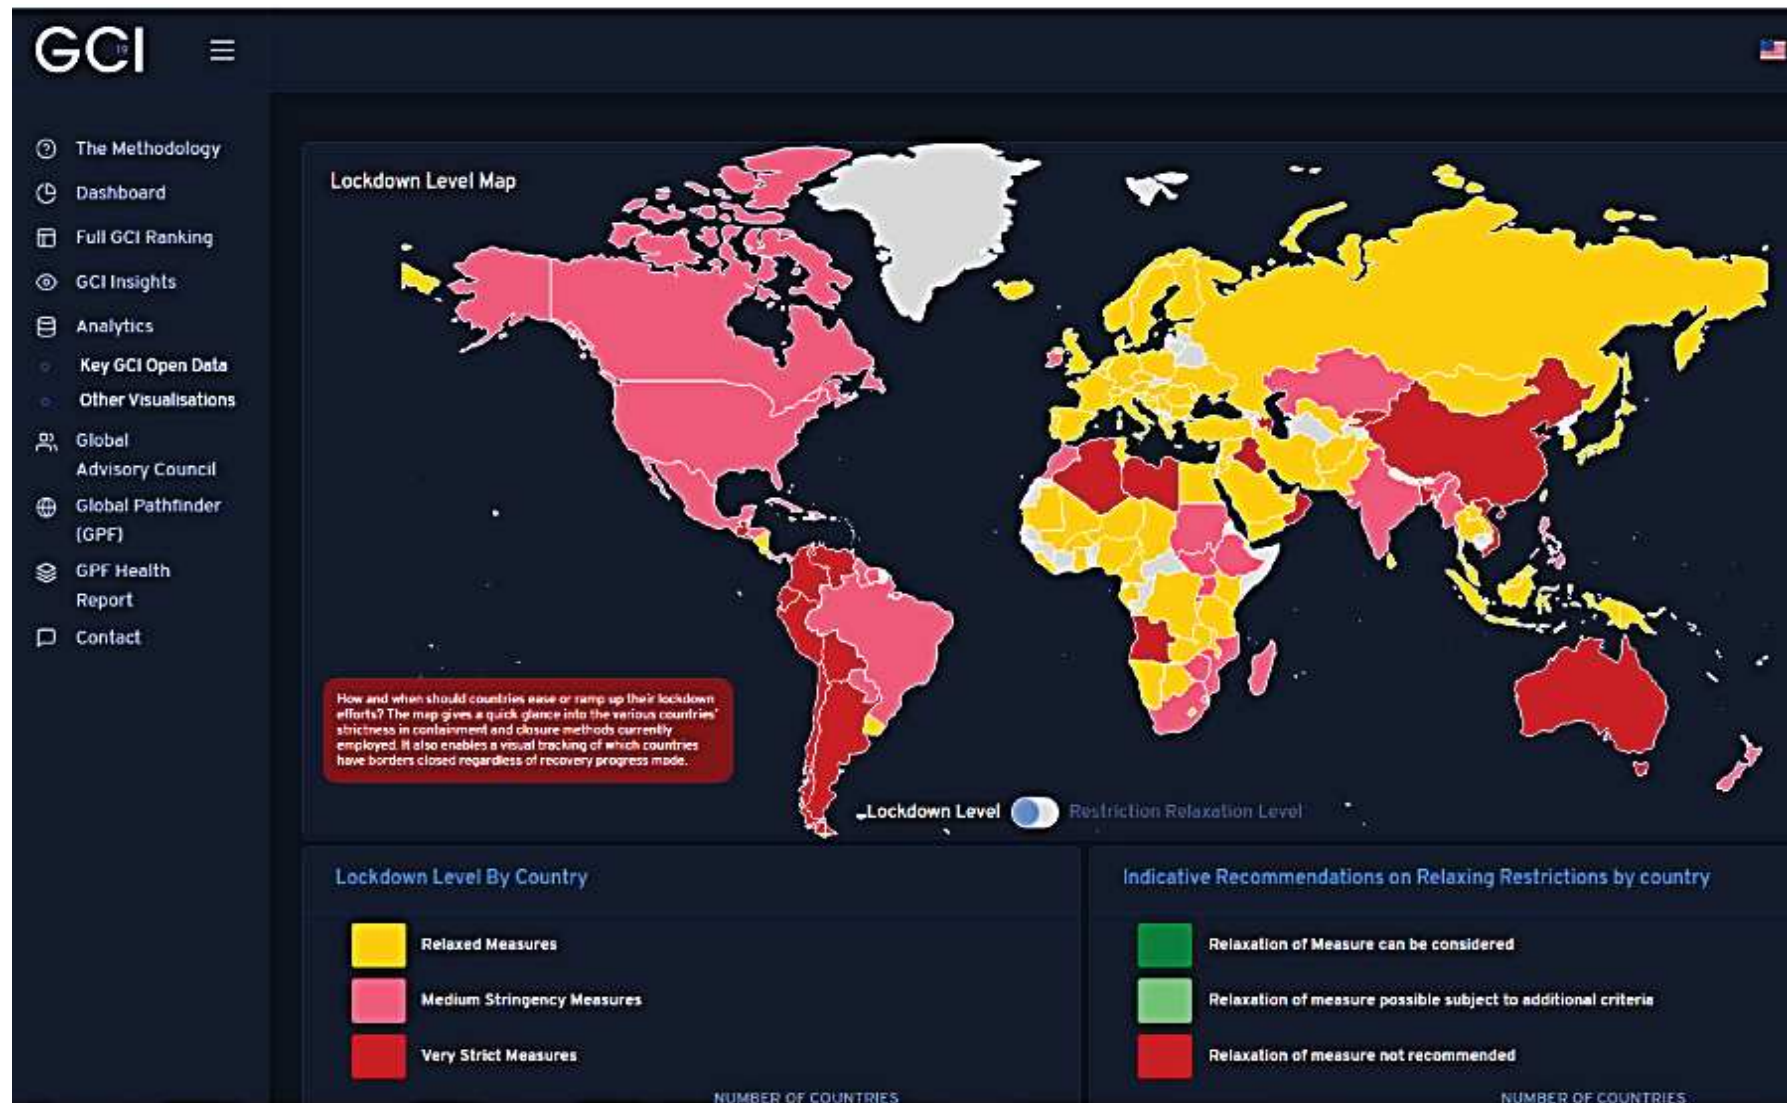 GCI
19
The Methodology
Dashboard
Full GCI Ranking
GCI Insights
Analytics
Key GCI Open Data
Other Visualisations
Global
Advisory Council
Global Pathfinder
(GPF)
GPF Health
Report
Contact
Lockdown Level Map
How and when should countries ease or ramp up their lockdown
efforts? The map gives a quick glance into the various countries'
strictness in containment and closure methods currently
employed. It also enables a visual tracking of which countries
have borders closed regardless of recovery progress made.
Lockdown Level
Restriction Relaxation Level
Lockdown Level By Country
Relaxed Measures
Medium Stringency Measures
Very Strict Measures
NUMBER OF COUNTRIES
Indicative Recommendations on Relaxing Restrictions by country
Relaxation of Measure can be considered
Relaxation of measure possible subject to additional criteria
Relaxation of measure not recommended
NUMBER OF COUNTRIES